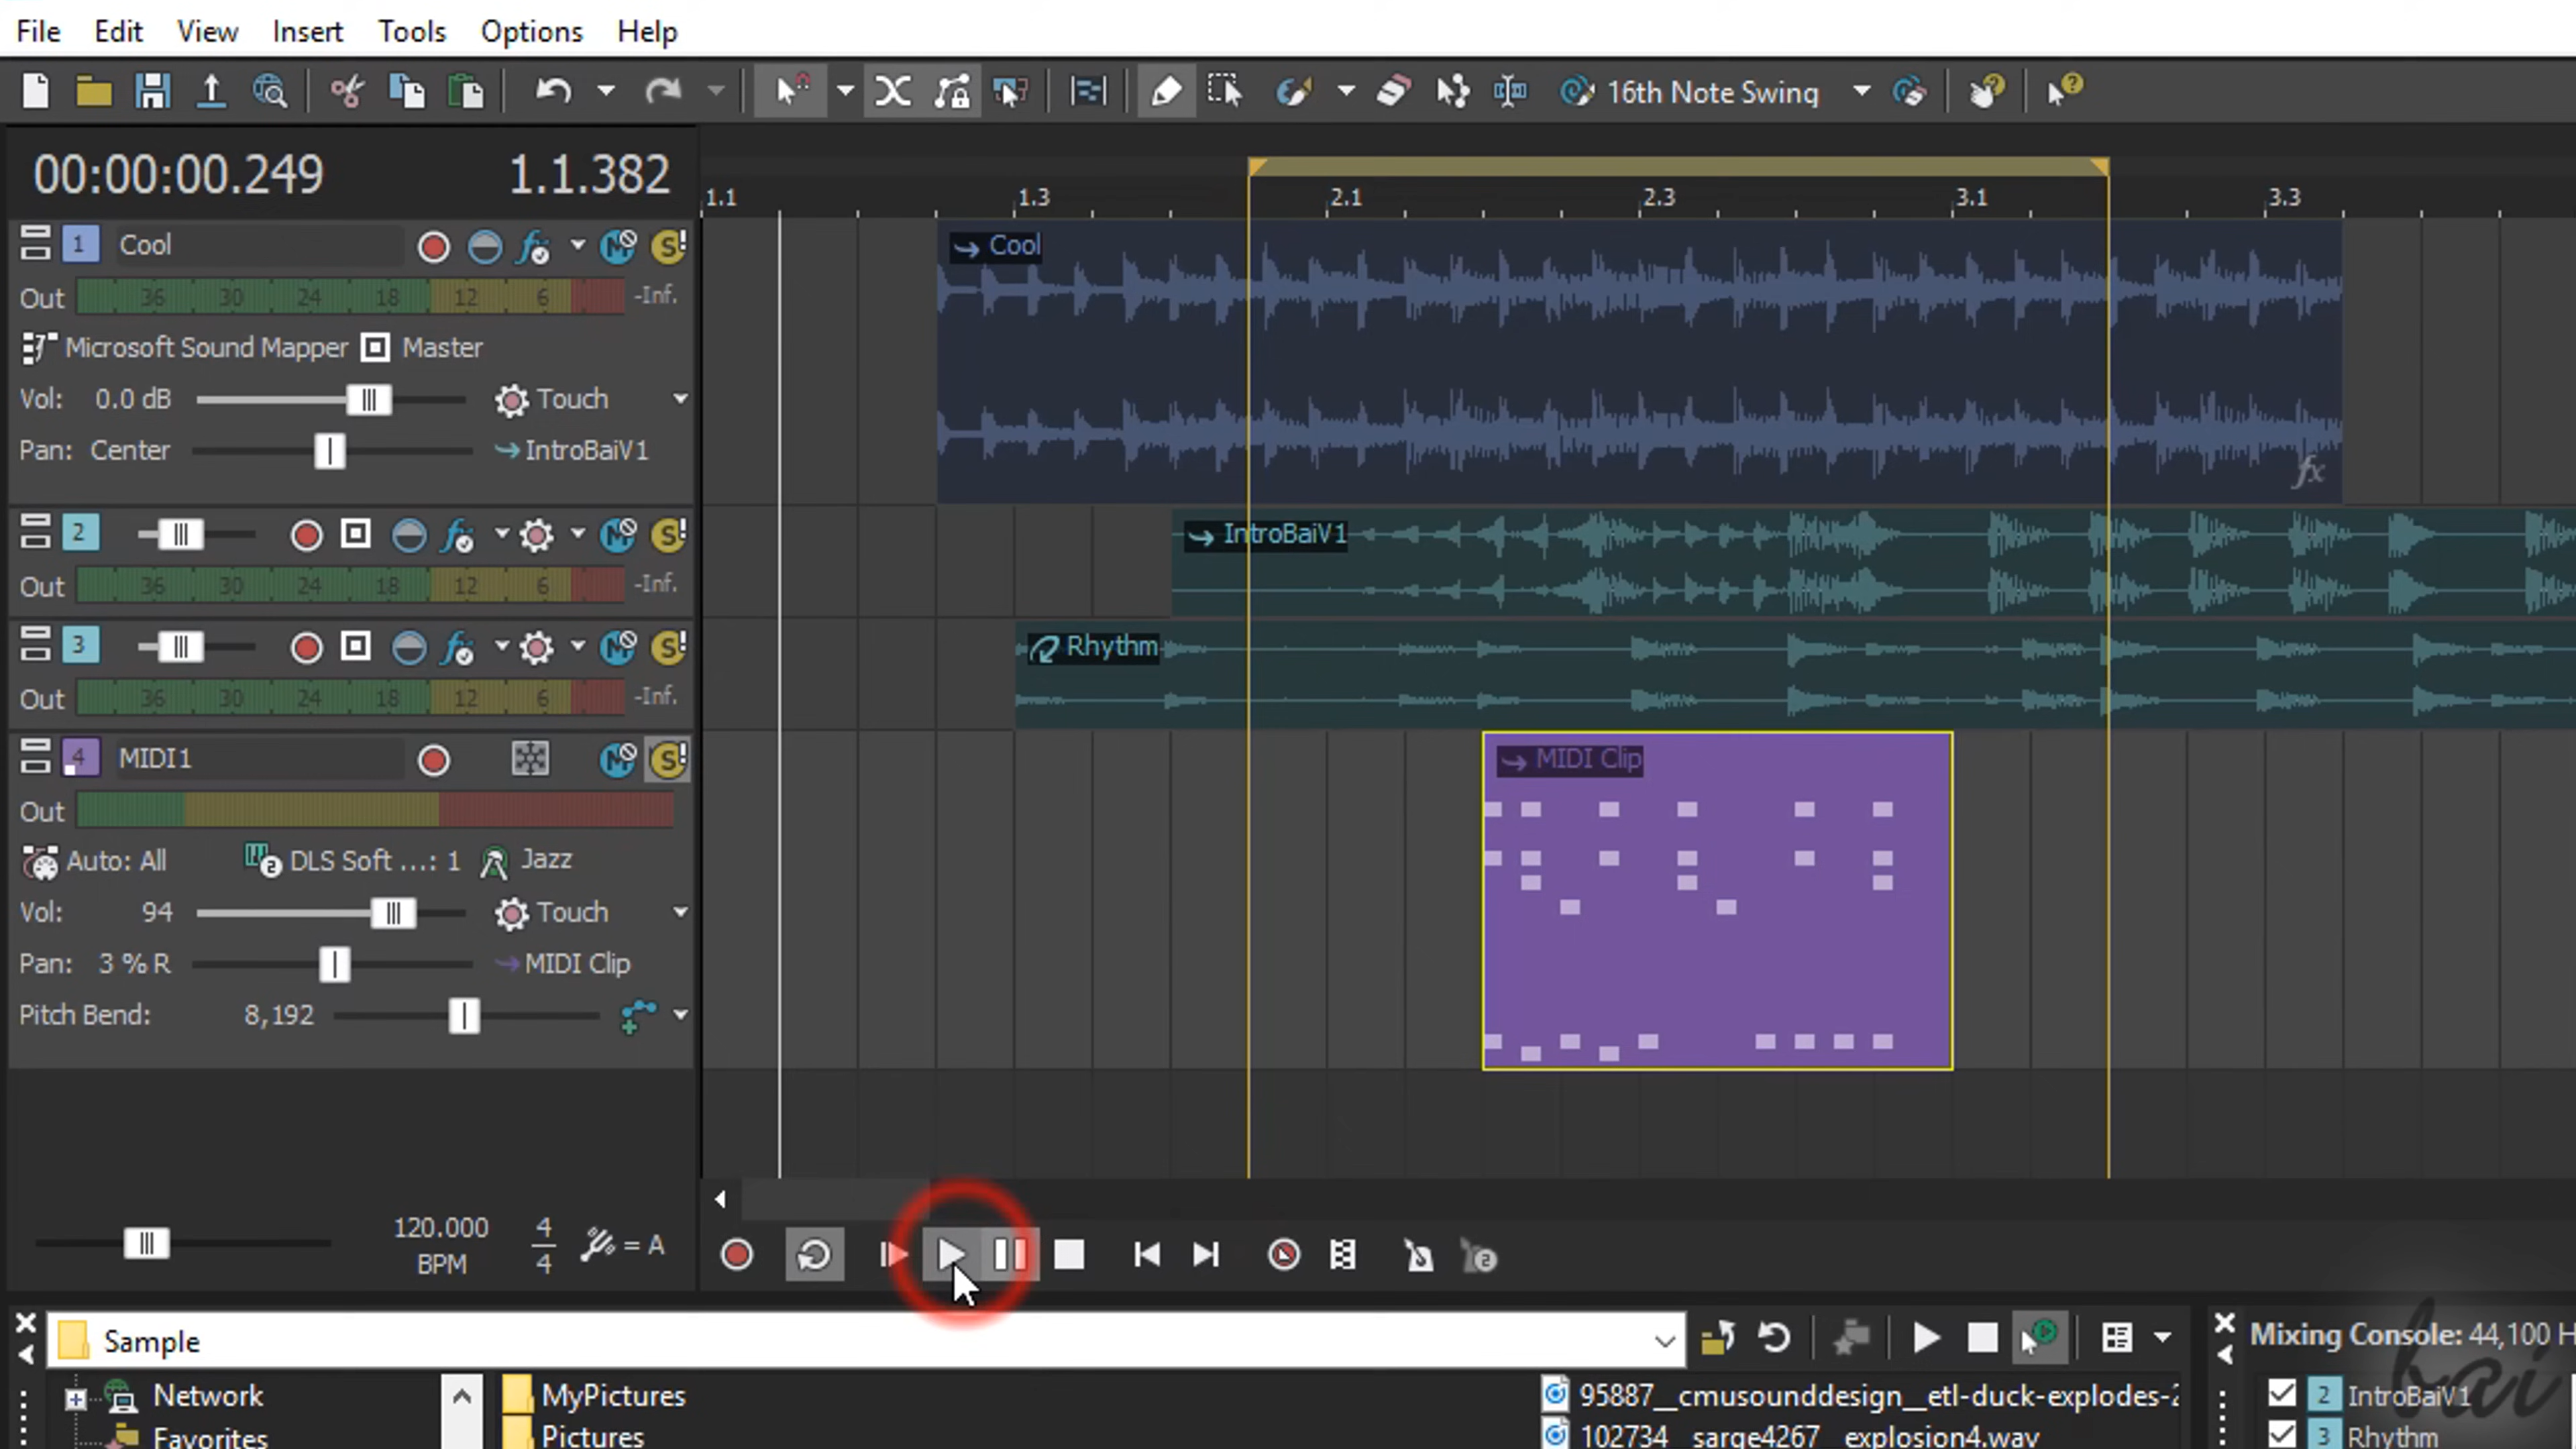 File Edit View Insert Tools Options Help
16th Note Swing
00:00:00.249 1.1.382
1.1 1.3 2.1 2.3 3.1 3.3
1 Cool
Cool
Out 36 30 24 18 12 6 -Inf.
Microsoft Sound Mapper Master
Vol: 0.0 dB Touch
Pan: Center IntroBaiV1
fx
2
IntroBaiV1
Out 36 30 24 18 12 6 -Inf.
3
Rhythm
Out 36 30 24 18 12 6 -Inf.
4 MIDI1
MIDI Clip
Out
Auto: All DLS Soft ...: 1 Jazz
Vol: 94 Touch
Pan: 3 % R MIDI Clip
Pitch Bend: 8,192
120.000
BPM
4
4
= A
Sample
Mixing Console: 44,100 H
Network
MyPictures
95887__cmusounddesign__etl-duck-explodes-2
2 IntroBaiV1
Favorites
Pictures
102734__sarge4267__explosion4.wav
3 Rhythm
bai